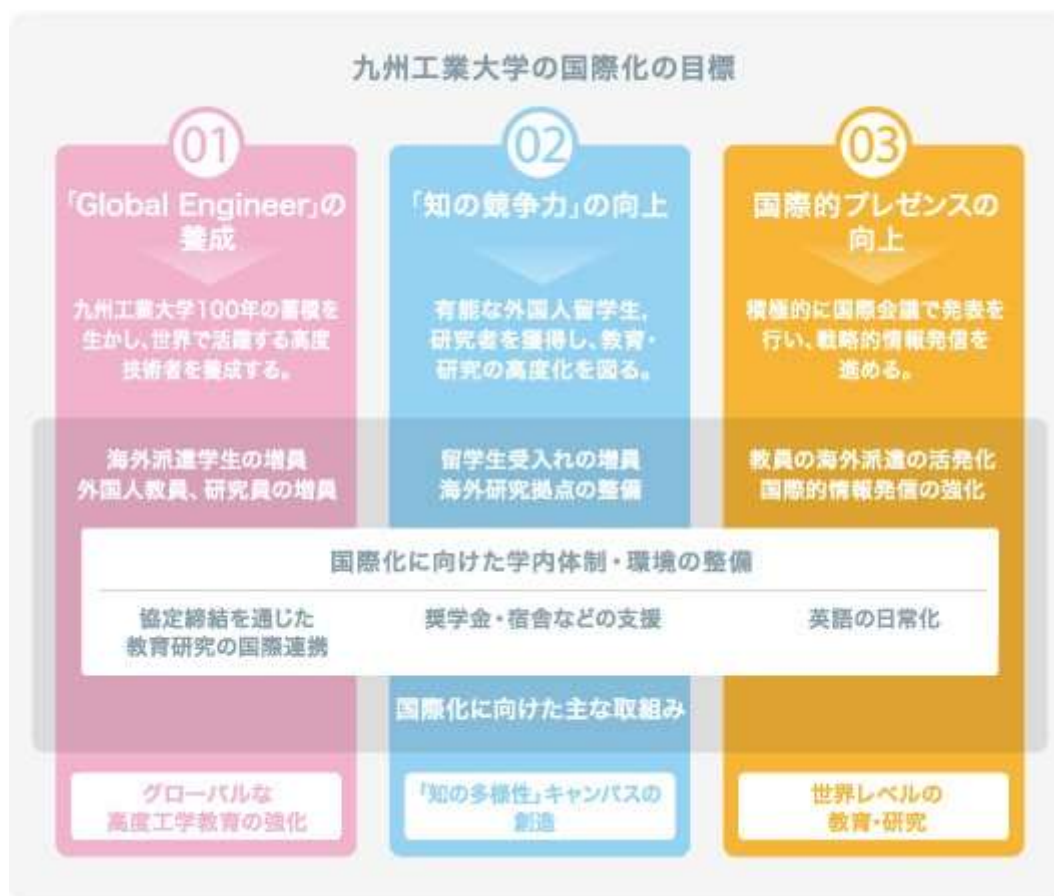 九州工業大学の国際化の目標
01
「Global Engineer」の
養成
九州工業大学100年の蓄積を
生かし、世界で活躍する高度
技術者を養成する。
海外派遣学生の増員
外国人教員、研究員の増員
02
「知の競争力」の向上
有能な外国人留学生,
研究者を獲得し、教育・
研究の高度化を図る。
留学生受入れの増員
海外研究拠点の整備
03
国際的プレゼンスの
向上
積極的に国際会議で発表を
行い、戦略的情報発信を
進める。
教員の海外派遣の活発化
国際的情報発信の強化
国際化に向けた学内体制・環境の整備
協定締結を通じた
教育研究の国際連携
奨学金・宿舎などの支援
英語の日常化
国際化に向けた主な取組み
グローバルな
高度工学教育の強化
「知の多様性」キャンパスの
創造
世界レベルの
教育・研究